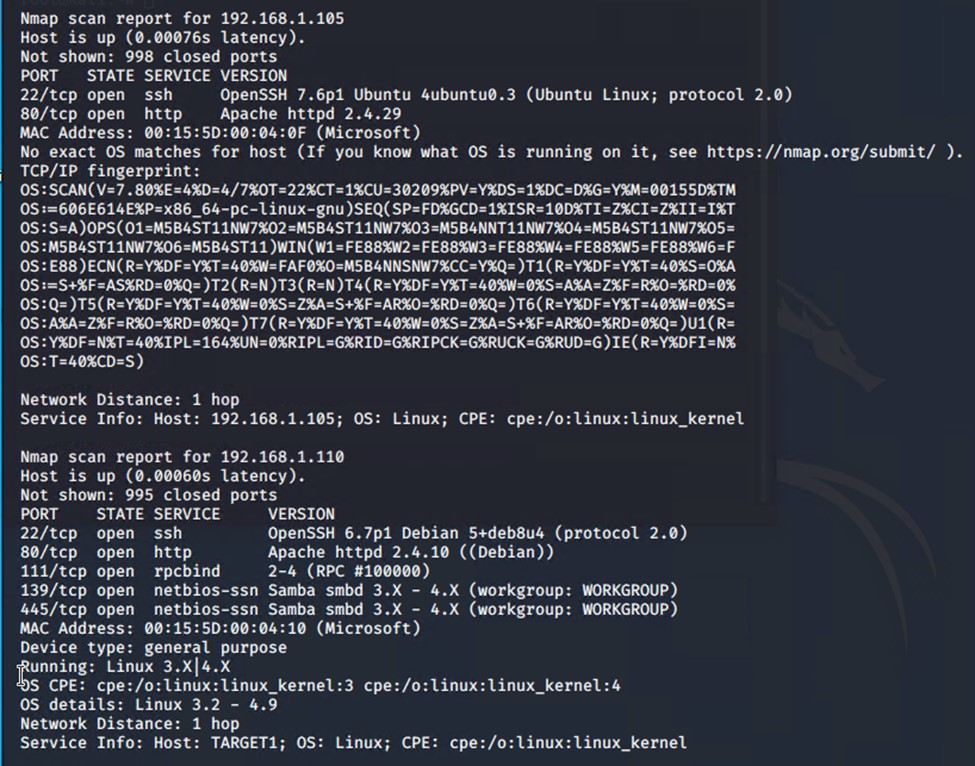 Nmap scan report for 192.168.1.105
Host is up (0.00076s latency).
Not shown: 998 closed ports
PORT   STATE SERVICE VERSION
22/tcp open  ssh     OpenSSH 7.6p1 Ubuntu 4ubuntu0.3 (Ubuntu Linux; protocol 2.0)
80/tcp open  http    Apache httpd 2.4.29
MAC Address: 00:15:5D:00:04:0F (Microsoft)
No exact OS matches for host (If you know what OS is running on it, see https://nmap.org/submit/ ).
TCP/IP fingerprint:
OS:SCAN(V=7.80%E=4%D=4/7%OT=22%CT=1%CU=30209%PV=Y%DS=1%DC=D%G=Y%M=00155D%TM
OS:=606E614E%P=x86_64-pc-linux-gnu)SEQ(SP=FD%GCD=1%ISR=10D%TI=Z%CI=Z%II=I%T
OS:S=A)OPS(O1=M5B4ST11NW7%O2=M5B4ST11NW7%O3=M5B4NNT11NW7%O4=M5B4ST11NW7%O5=
OS:M5B4ST11NW7%O6=M5B4ST11)WIN(W1=FE88%W2=FE88%W3=FE88%W4=FE88%W5=FE88%W6=F
OS:E88)ECN(R=Y%DF=Y%T=40%W=FAF0%O=M5B4NNSNW7%CC=Y%Q=)T1(R=Y%DF=Y%T=40%S=O%A
OS:=S+%F=AS%RD=0%Q=)T2(R=N)T3(R=N)T4(R=Y%DF=Y%T=40%W=0%S=A%A=Z%F=R%O=%RD=0%
OS:Q=)T5(R=Y%DF=Y%T=40%W=0%S=Z%A=S+%F=AR%O=%RD=0%Q=)T6(R=Y%DF=Y%T=40%W=0%S=
OS:A%A=Z%F=R%O=%RD=0%Q=)T7(R=Y%DF=Y%T=40%W=0%S=Z%A=S+%F=AR%O=%RD=0%Q=)U1(R=
OS:Y%DF=N%T=40%IPL=164%UN=0%RIPL=G%RID=G%RIPCK=G%RUCK=G%RUD=G)IE(R=Y%DFI=N%
OS:T=40%CD=S)

Network Distance: 1 hop
Service Info: Host: 192.168.1.105; OS: Linux; CPE: cpe:/o:linux:linux_kernel

Nmap scan report for 192.168.1.110
Host is up (0.00060s latency).
Not shown: 995 closed ports
PORT    STATE SERVICE     VERSION
22/tcp  open  ssh         OpenSSH 6.7p1 Debian 5+deb8u4 (protocol 2.0)
80/tcp  open  http        Apache httpd 2.4.10 ((Debian))
111/tcp open  rpcbind     2-4 (RPC #100000)
139/tcp open  netbios-ssn Samba smbd 3.X - 4.X (workgroup: WORKGROUP)
445/tcp open  netbios-ssn Samba smbd 3.X - 4.X (workgroup: WORKGROUP)
MAC Address: 00:15:5D:00:04:10 (Microsoft)
Device type: general purpose
Running: Linux 3.X|4.X
OS CPE: cpe:/o:linux:linux_kernel:3 cpe:/o:linux:linux_kernel:4
OS details: Linux 3.2 - 4.9
Network Distance: 1 hop
Service Info: Host: TARGET1; OS: Linux; CPE: cpe:/o:linux:linux_kernel